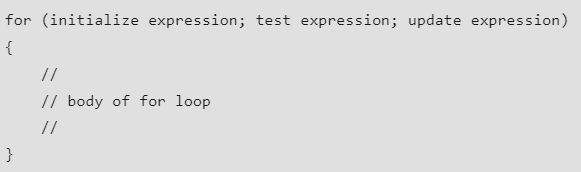 for (initialize expression; test expression; update expression)
{
    //
    // body of for loop
    //
}